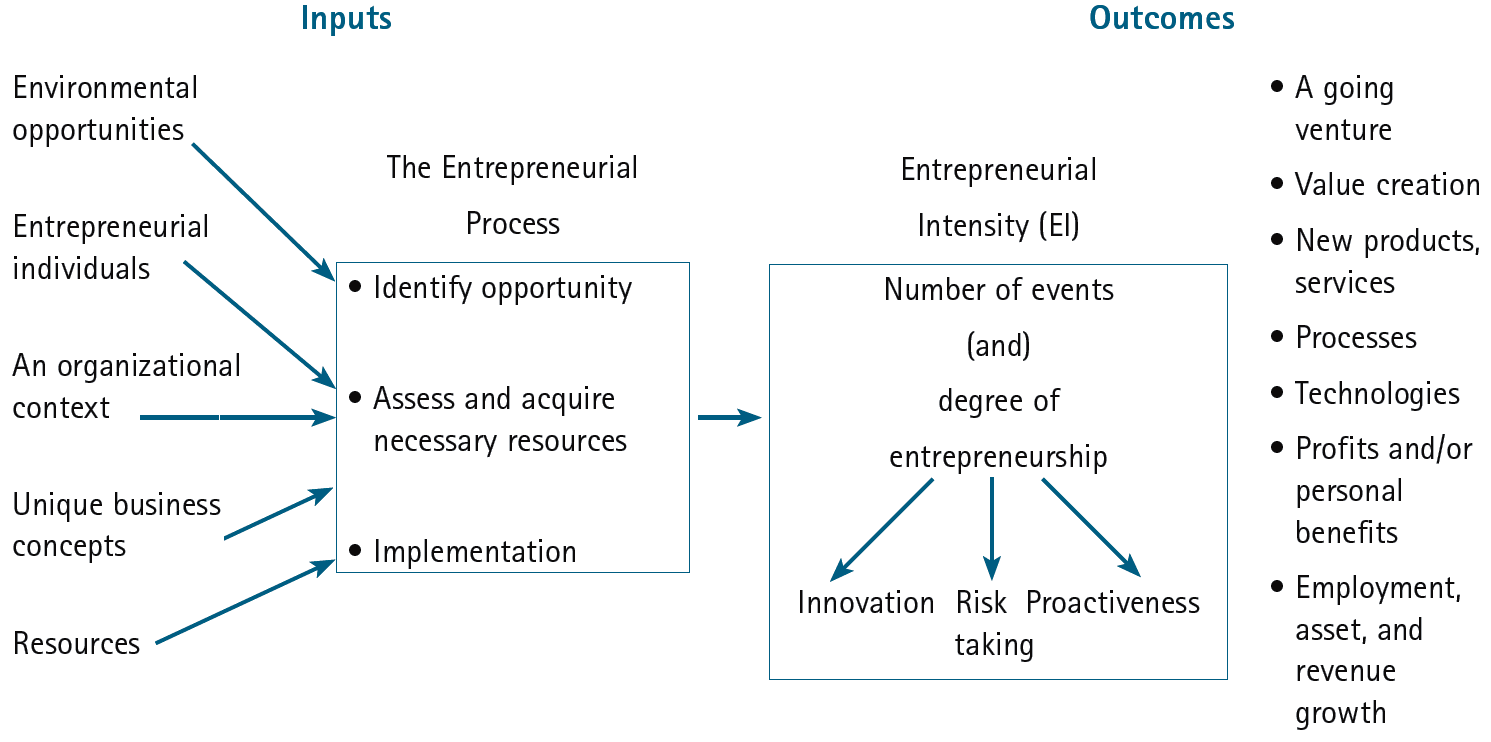 Inputs
Outcomes
Environmental
opportunities
Entrepreneurial
individuals
An organizational
context
Unique business
concepts
Resources
The Entrepreneurial
Process
• Identify opportunity
• Assess and acquire
necessary resources
• Implementation
Entrepreneurial
Intensity (EI)
Number of events
(and)
degree of
entrepreneurship
Innovation
Risk
taking
Proactiveness
• A going
venture
• Value creation
• New products,
services
• Processes
• Technologies
• Profits and/or
personal
benefits
• Employment,
asset, and
revenue
growth